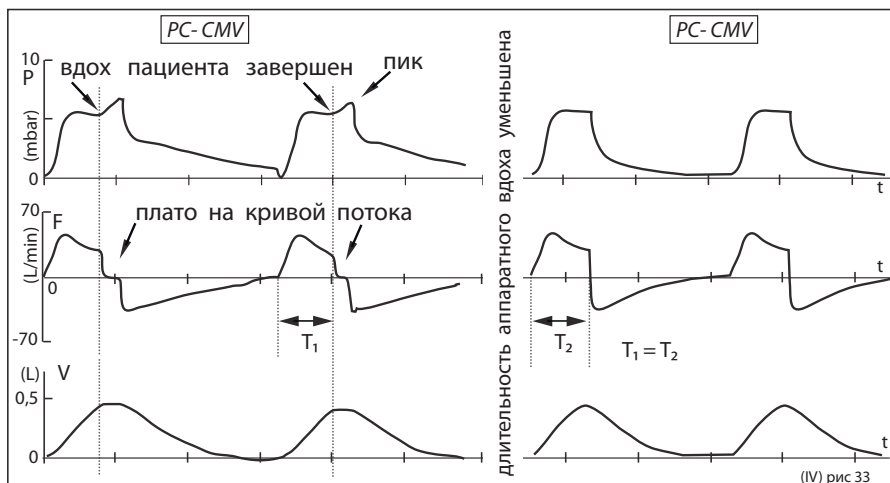 PC- CMV
10
P
(mbar)
0
вдох пациента завершен
пик
70
F
(L/min)
0
-70
плато на кривой потока
T₁
(L)
V
0,5
0
длительность аппаратного вдоха уменьшена
PC- CMV
t
t
T₂
T₁ = T₂
t
(IV) рис 33